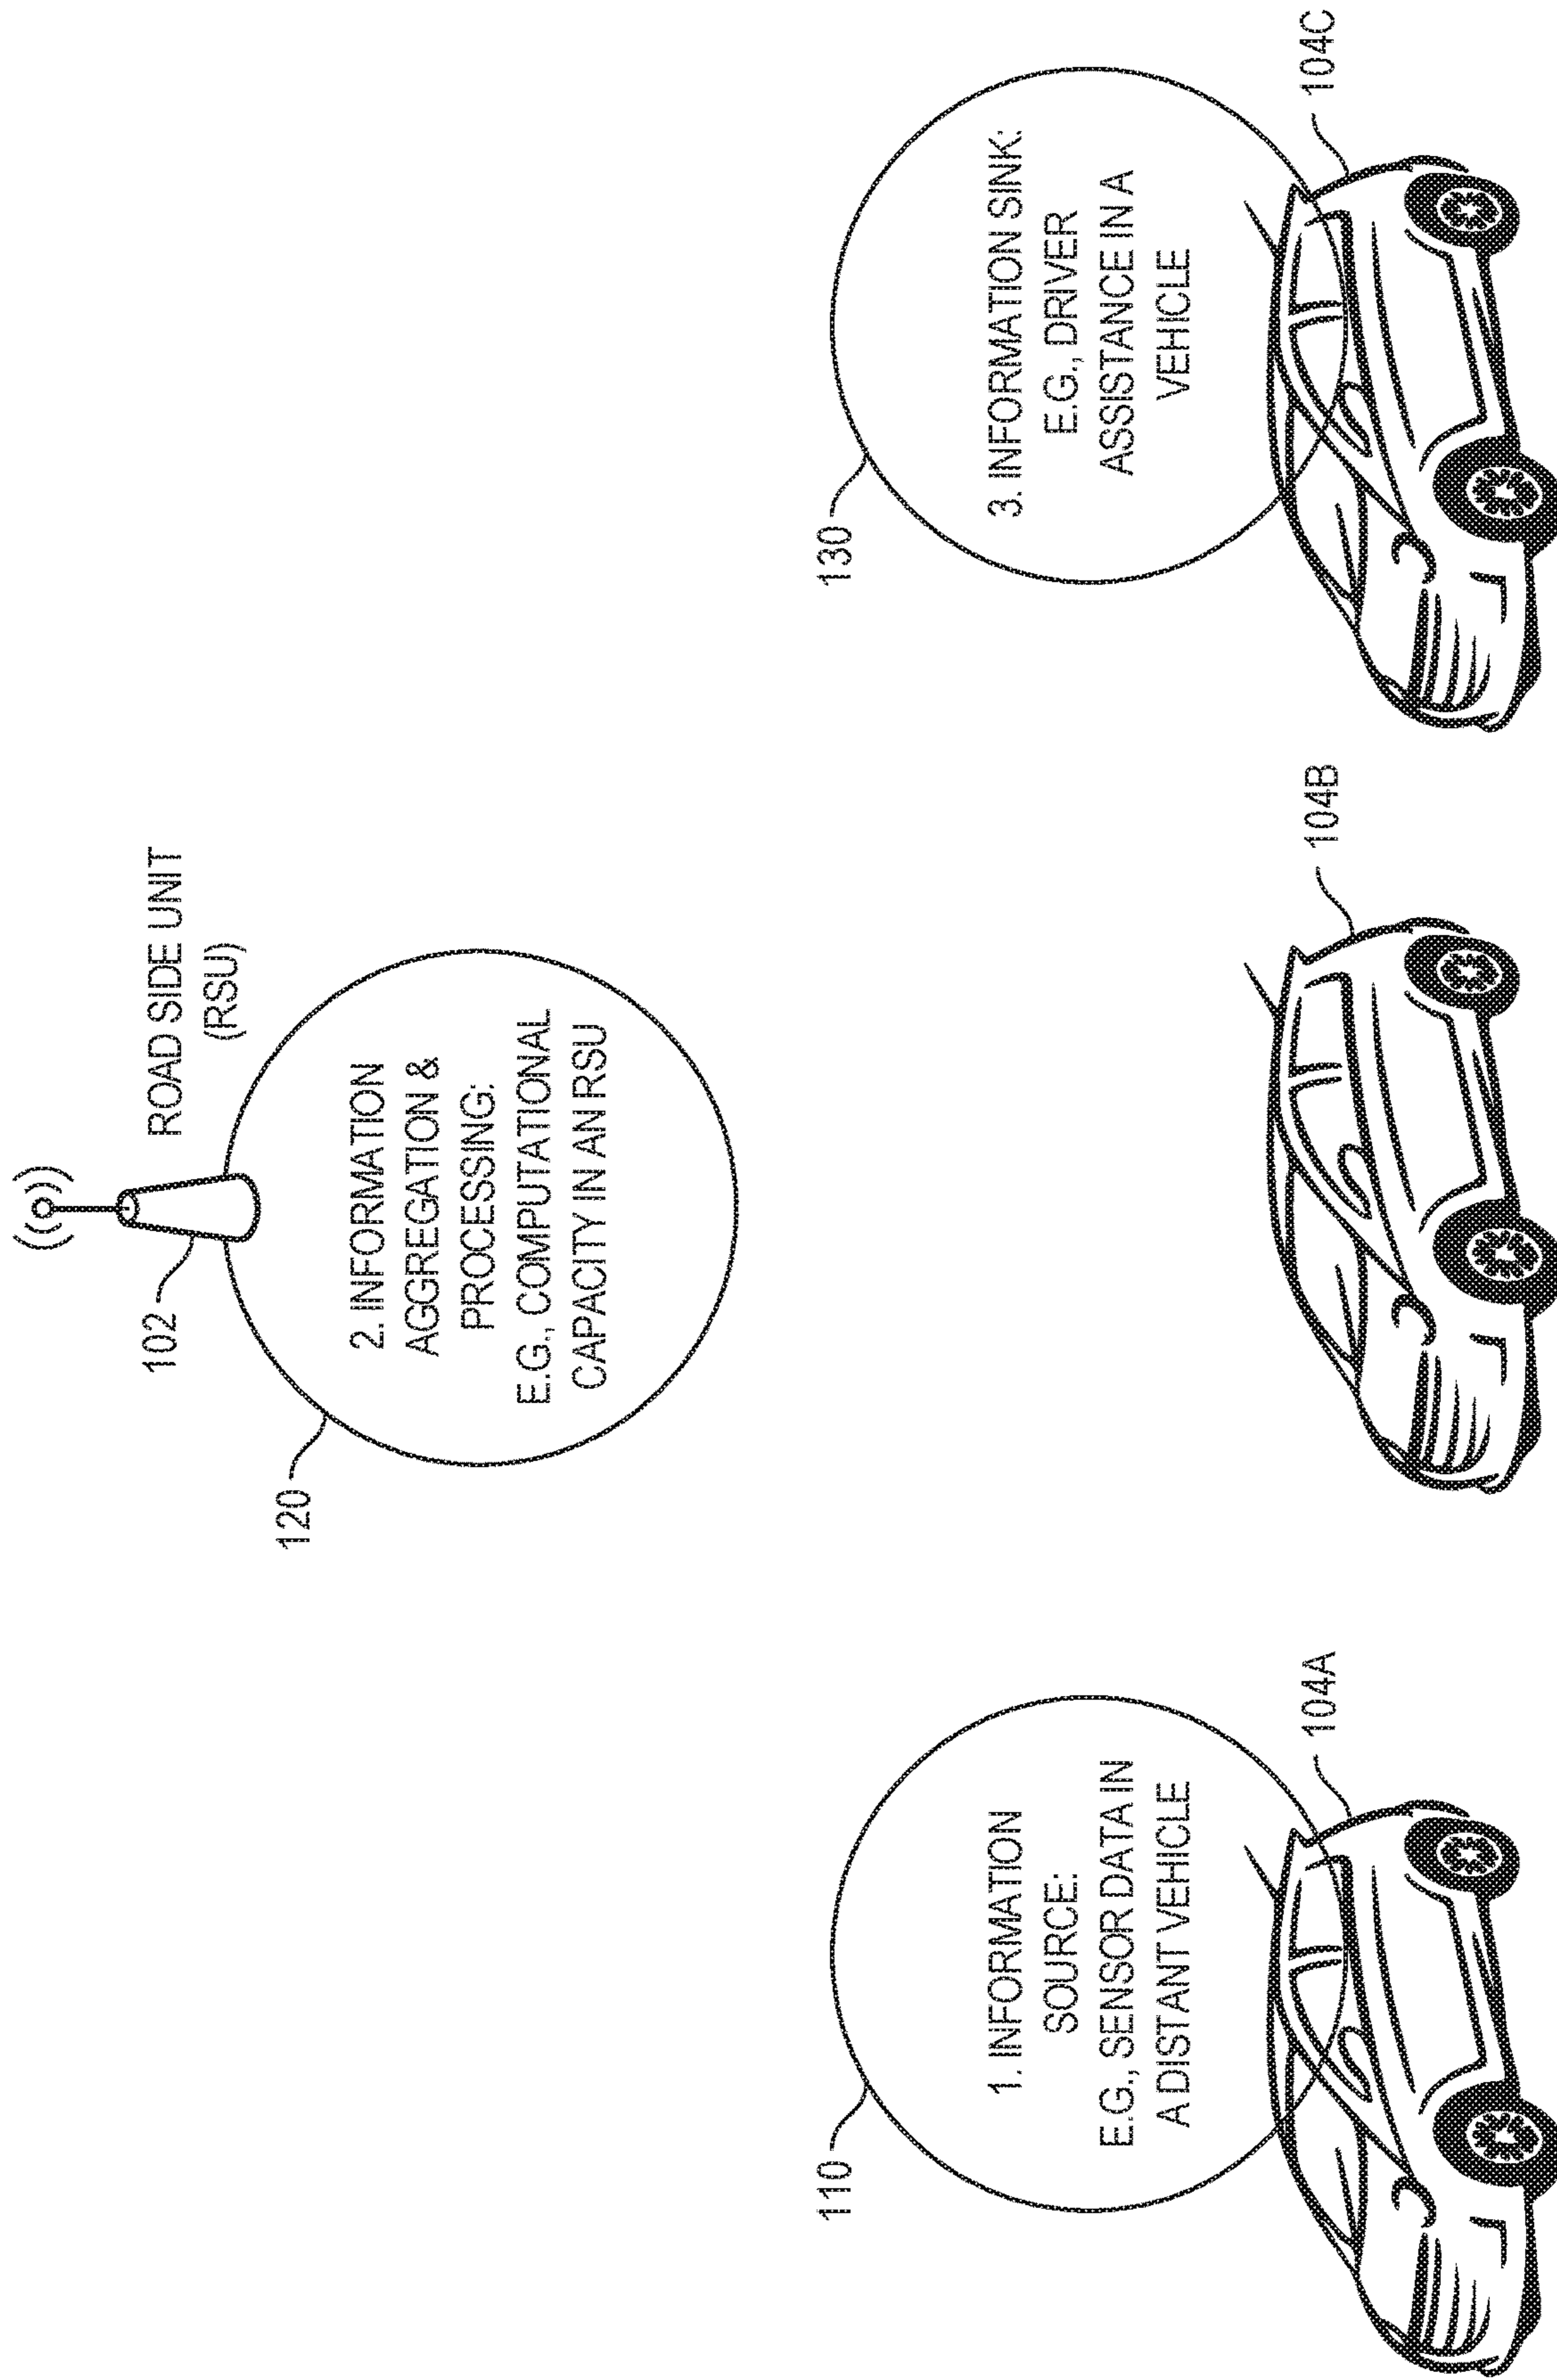 ROAD SIDE UNIT
(RSU)
102
120
2. INFORMATION
AGGREGATION &
PROCESSING:
E.G., COMPUTATIONAL
CAPACITY IN AN RSU
110
1. INFORMATION
SOURCE:
E.G., SENSOR DATA IN
A DISTANT VEHICLE
104A
104B
130
3. INFORMATION SINK:
E.G., DRIVER
ASSISTANCE IN A
VEHICLE
104C